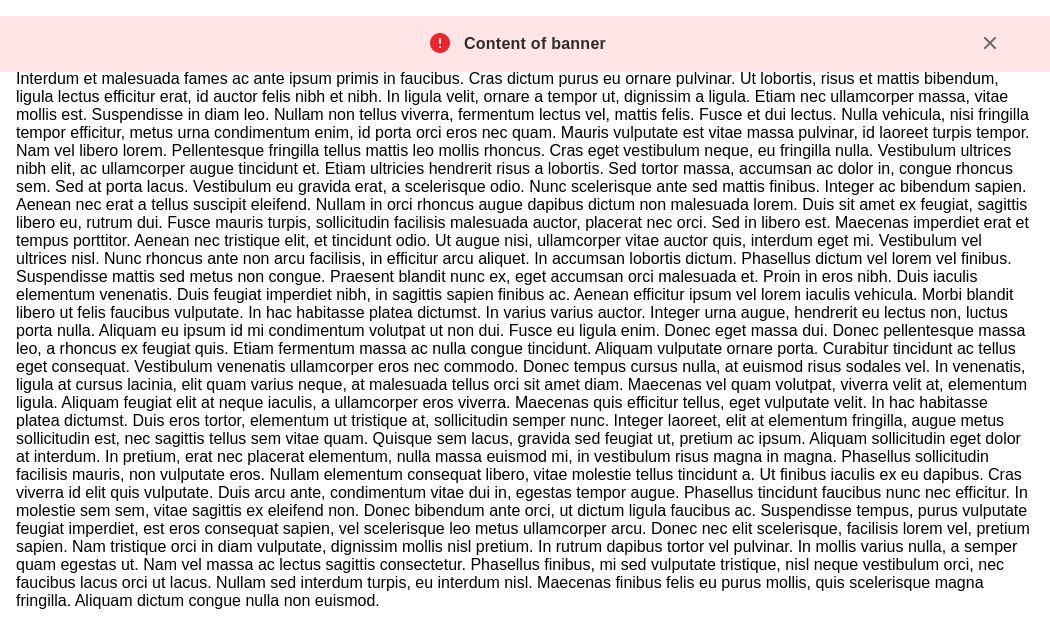 Content of banner
Interdum et malesuada fames ac ante ipsum primis in faucibus. Cras dictum purus eu ornare pulvinar. Ut lobortis, risus et mattis bibendum,
ligula lectus efficitur erat, id auctor felis nibh et nibh. In ligula velit, ornare a tempor ut, dignissim a ligula. Etiam nec ullamcorper massa, vitae
mollis est. Suspendisse in diam leo. Nullam non tellus viverra, fermentum lectus vel, mattis felis. Fusce et dui lectus. Nulla vehicula, nisi fringilla
tempor efficitur, metus urna condimentum enim, id porta orci eros nec quam. Mauris vulputate est vitae massa pulvinar, id laoreet turpis tempor.
Nam vel libero lorem. Pellentesque fringilla tellus mattis leo mollis rhoncus. Cras eget vestibulum neque, eu fringilla nulla. Vestibulum ultrices
nibh elit, ac ullamcorper augue tincidunt et. Etiam ultricies hendrerit risus a lobortis. Sed tortor massa, accumsan ac dolor in, congue rhoncus
sem. Sed at porta lacus. Vestibulum eu gravida erat, a scelerisque odio. Nunc scelerisque ante sed mattis finibus. Integer ac bibendum sapien.
Aenean nec erat a tellus suscipit eleifend. Nullam in orci rhoncus augue dapibus dictum non malesuada lorem. Duis sit amet ex feugiat, sagittis
libero eu, rutrum dui. Fusce mauris turpis, sollicitudin facilisis malesuada auctor, placerat nec orci. Sed in libero est. Maecenas imperdiet erat et
tempus porttitor. Aenean nec tristique elit, et tincidunt odio. Ut augue nisi, ullamcorper vitae auctor quis, interdum eget mi. Vestibulum vel
ultrices nisl. Nunc rhoncus ante non arcu facilisis, in efficitur arcu aliquet. In accumsan lobortis dictum. Phasellus dictum vel lorem vel finibus.
Suspendisse mattis sed metus non congue. Praesent blandit nunc ex, eget accumsan orci malesuada et. Proin in eros nibh. Duis iaculis
elementum venenatis. Duis feugiat imperdiet nibh, in sagittis sapien finibus ac. Aenean efficitur ipsum vel lorem iaculis vehicula. Morbi blandit
libero ut felis faucibus vulputate. In hac habitasse platea dictumst. In varius varius auctor. Integer urna augue, hendrerit eu lectus non, luctus
porta nulla. Aliquam eu ipsum id mi condimentum volutpat ut non dui. Fusce eu ligula enim. Donec eget massa dui. Donec pellentesque massa
leo, a rhoncus ex feugiat quis. Etiam fermentum massa ac nulla congue tincidunt. Aliquam vulputate ornare porta. Curabitur tincidunt ac tellus
eget consequat. Vestibulum venenatis ullamcorper eros nec commodo. Donec tempus cursus nulla, at euismod risus sodales vel. In venenatis,
ligula at cursus lacinia, elit quam varius neque, at malesuada tellus orci sit amet diam. Maecenas vel quam volutpat, viverra velit at, elementum
ligula. Aliquam feugiat elit at neque iaculis, a ullamcorper eros viverra. Maecenas quis efficitur tellus, eget vulputate velit. In hac habitasse
platea dictumst. Duis eros tortor, elementum ut tristique at, sollicitudin semper nunc. Integer laoreet, elit at elementum fringilla, augue metus
sollicitudin est, nec sagittis tellus sem vitae quam. Quisque sem lacus, gravida sed feugiat ut, pretium ac ipsum. Aliquam sollicitudin eget dolor
at interdum. In pretium, erat nec placerat elementum, nulla massa euismod mi, in vestibulum risus magna in magna. Phasellus sollicitudin
facilisis mauris, non vulputate eros. Nullam elementum consequat libero, vitae molestie tellus tincidunt a. Ut finibus iaculis ex eu dapibus. Cras
viverra id elit quis vulputate. Duis arcu ante, condimentum vitae dui in, egestas tempor augue. Phasellus tincidunt faucibus nunc nec efficitur. In
molestie sem sem, vitae sagittis ex eleifend non. Donec bibendum ante orci, ut dictum ligula faucibus ac. Suspendisse tempus, purus vulputate
feugiat imperdiet, est eros consequat sapien, vel scelerisque leo metus ullamcorper arcu. Donec nec elit scelerisque, facilisis lorem vel, pretium
sapien. Nam tristique orci in diam vulputate, dignissim mollis nisl pretium. In rutrum dapibus tortor vel pulvinar. In mollis varius nulla, a semper
quam egestas ut. Nam vel massa ac lectus sagittis consectetur. Phasellus finibus, mi sed vulputate tristique, nisl neque vestibulum orci, nec
faucibus lacus orci ut lacus. Nullam sed interdum turpis, eu interdum nisl. Maecenas finibus felis eu purus mollis, quis scelerisque magna
fringilla. Aliquam dictum congue nulla non euismod.